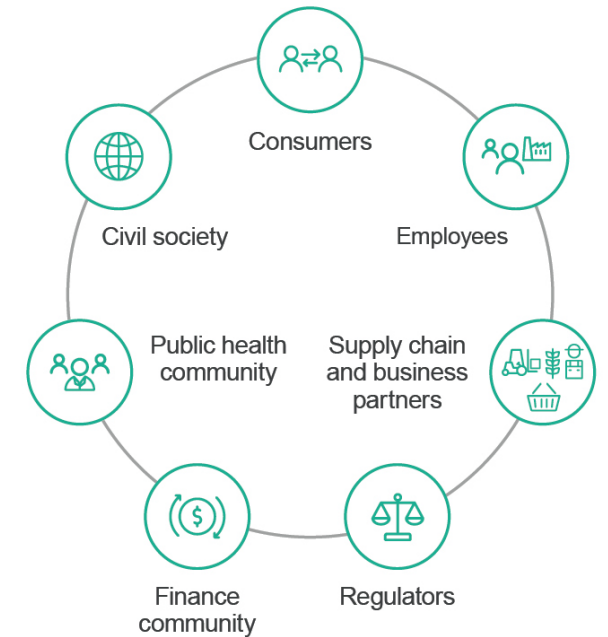 Consumers
Civil society
Employees
Public health
community
Supply chain
and business
partners
Finance
community
Regulators
$